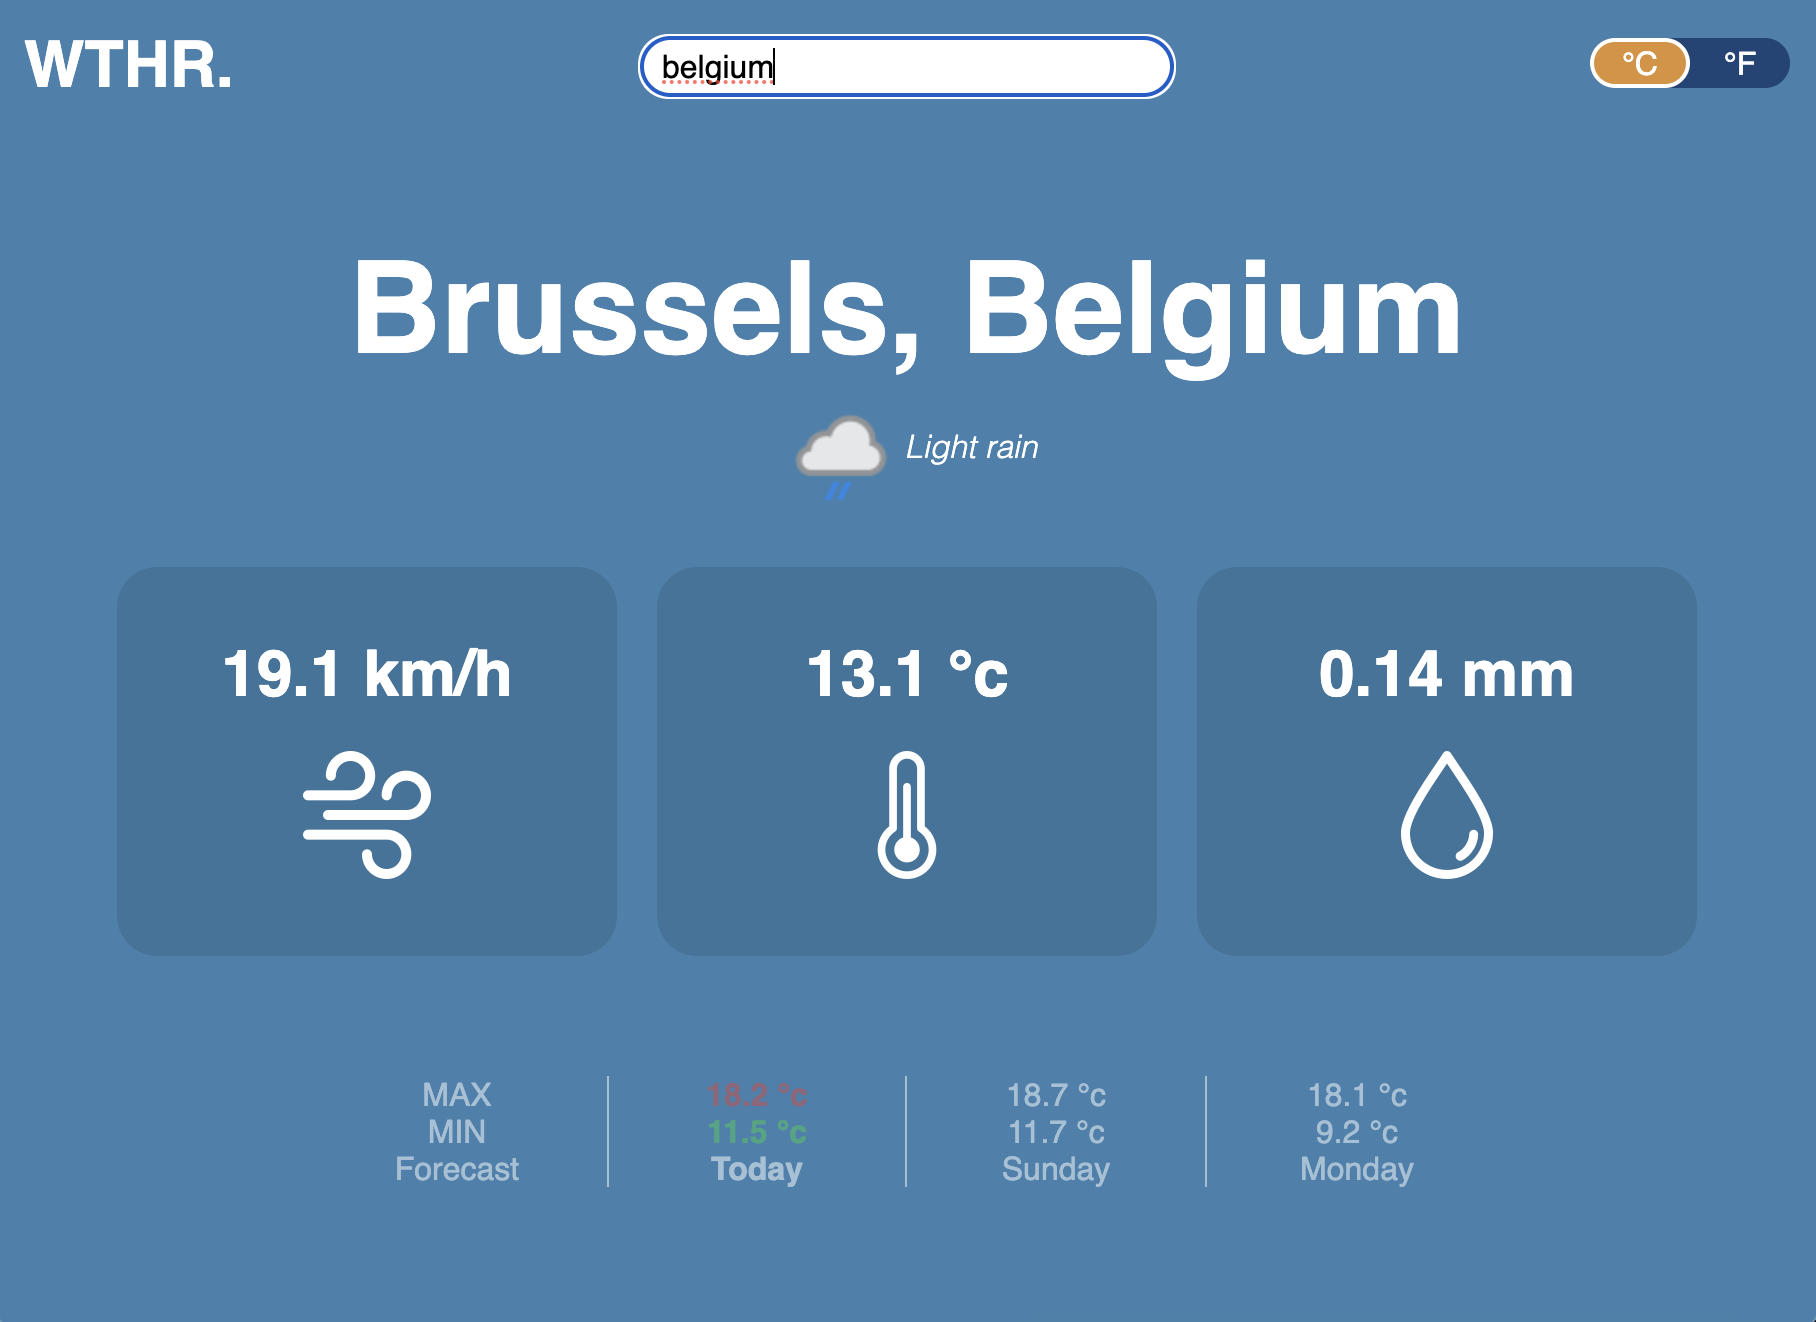 WTHR.
belgium
°C °F
Brussels, Belgium
Light rain
19.1 km/h
13.1 °c
0.14 mm
MAX 18.2 °c 18.7 °c 18.1 °c
MIN 11.5 °c 11.7 °c 9.2 °c
Forecast Today Sunday Monday